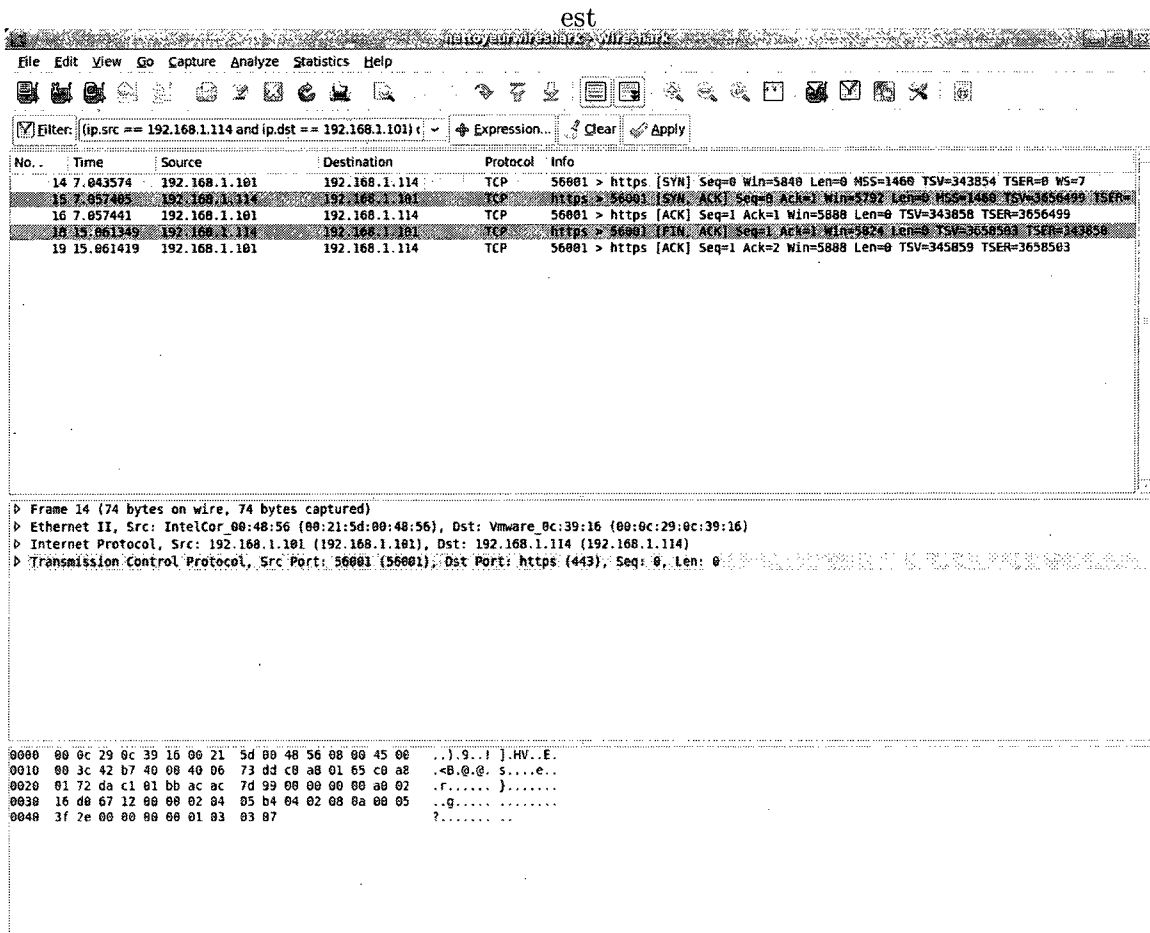 est
nettoyeurwireshark - Wireshark
File Edit View Go Capture Analyze Statistics Help
Filter: (ip.src == 192.168.1.114 and ip.dst == 192.168.1.101) Expression... Clear Apply
No. . Time Source Destination Protocol Info
14 7.043574 192.168.1.101 192.168.1.114 TCP 56001 > https [SYN] Seq=0 Win=5840 Len=0 MSS=1460 TSV=343854 TSER=0 WS=7
15 7.057405 192.168.1.114 192.168.1.101 TCP https > 56001 [SYN, ACK] Seq=0 Ack=1 Win=5792 Len=0 MSS=1460 TSV=3656499 TSER=
16 7.057441 192.168.1.101 192.168.1.114 TCP 56001 > https [ACK] Seq=1 Ack=1 Win=5888 Len=0 TSV=343858 TSER=3656499
18 15.061349 192.168.1.114 192.168.1.101 TCP https > 56001 [FIN, ACK] Seq=1 Ack=1 Win=5824 Len=0 TSV=3658503 TSER=343858
19 15.061419 192.168.1.101 192.168.1.114 TCP 56001 > https [ACK] Seq=1 Ack=2 Win=5888 Len=0 TSV=345859 TSER=3658503
Frame 14 (74 bytes on wire, 74 bytes captured)
Ethernet II, Src: IntelCor_00:48:56 (00:21:5d:00:48:56), Dst: Vmware_0c:39:16 (00:0c:29:0c:39:16)
Internet Protocol, Src: 192.168.1.101 (192.168.1.101), Dst: 192.168.1.114 (192.168.1.114)
Transmission Control Protocol, Src Port: 56001 (56001), Dst Port: https (443), Seq: 0, Len: 0
0000 00 0c 29 0c 39 16 00 21 5d 00 48 56 08 00 45 00 ..).9..! ].HV..E.
0010 00 3c 42 b7 40 00 40 06 73 dd c0 a8 01 65 c0 a8 .<B.@.@. s....e..
0020 01 72 da c1 01 bb ac ac 7d 99 00 00 00 00 a0 02 .r...... }.......
0030 16 d0 67 12 00 00 02 04 05 b4 04 02 08 0a 00 05 ..g..... ........
0040 3f 2e 00 00 00 00 01 03 03 07 ?....... ..